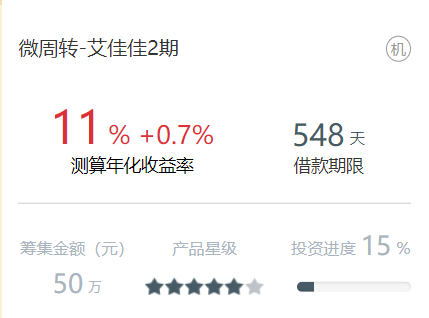 微周转-艾佳佳2期 机
11 % +0.7% 548 天
测算年化收益率 借款期限
筹集金额（元） 产品星级 投资进度 15 %
50 万